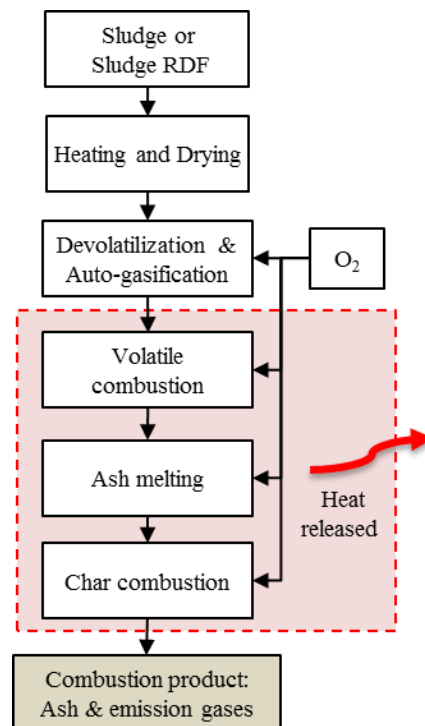 Sludge or
Sludge RDF
Heating and Drying
Devolatilization &
Auto-gasification
O₂
Volatile
combustion
Ash melting
Heat
released
Char combustion
Combustion product:
Ash & emission gases